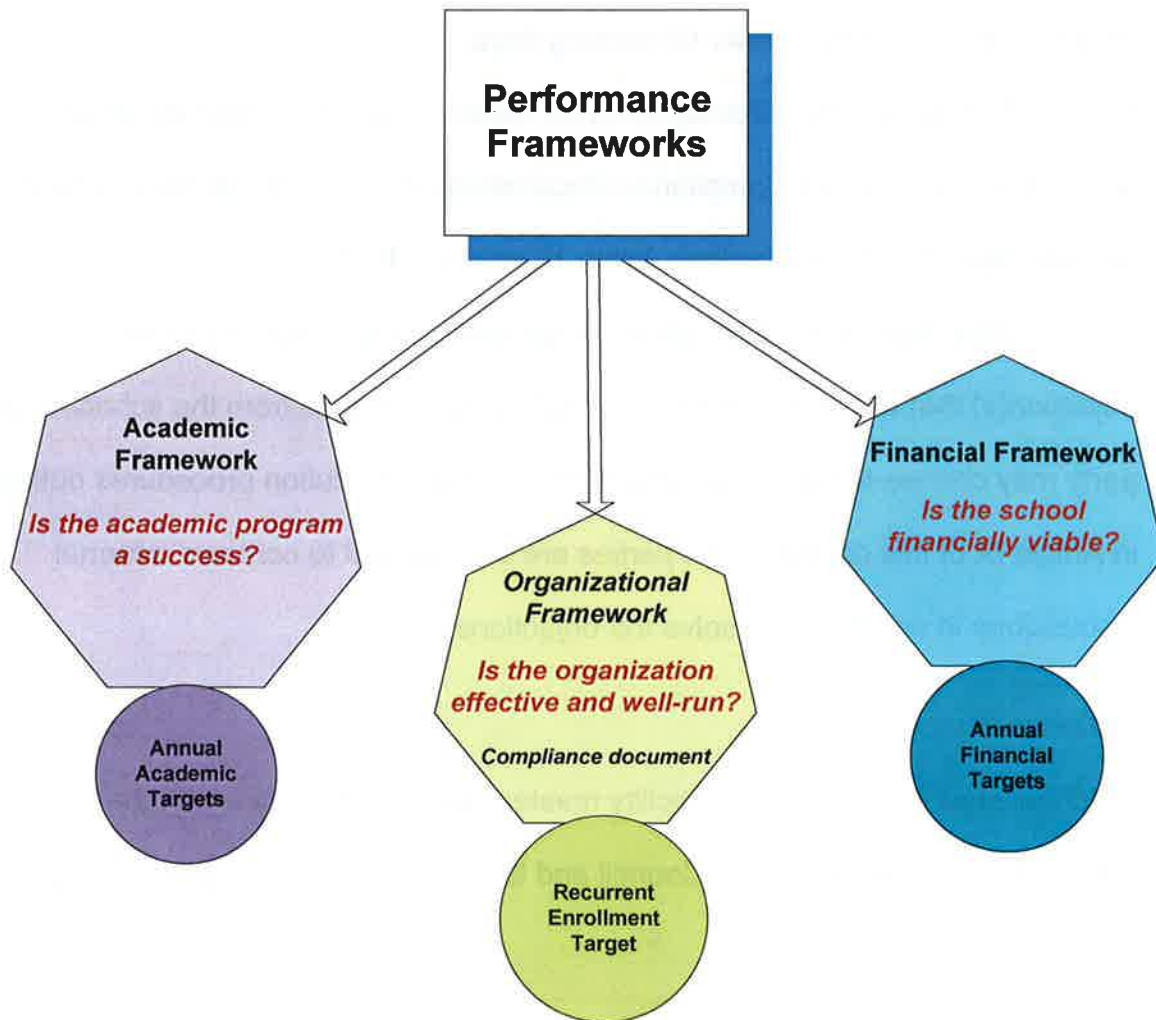 Performance
Frameworks
Academic
Framework
Is the academic program
a success?
Annual
Academic
Targets
Organizational
Framework
Is the organization
effective and well-run?
Compliance document
Recurrent
Enrollment
Target
Financial Framework
Is the school
financially viable?
Annual
Financial
Targets